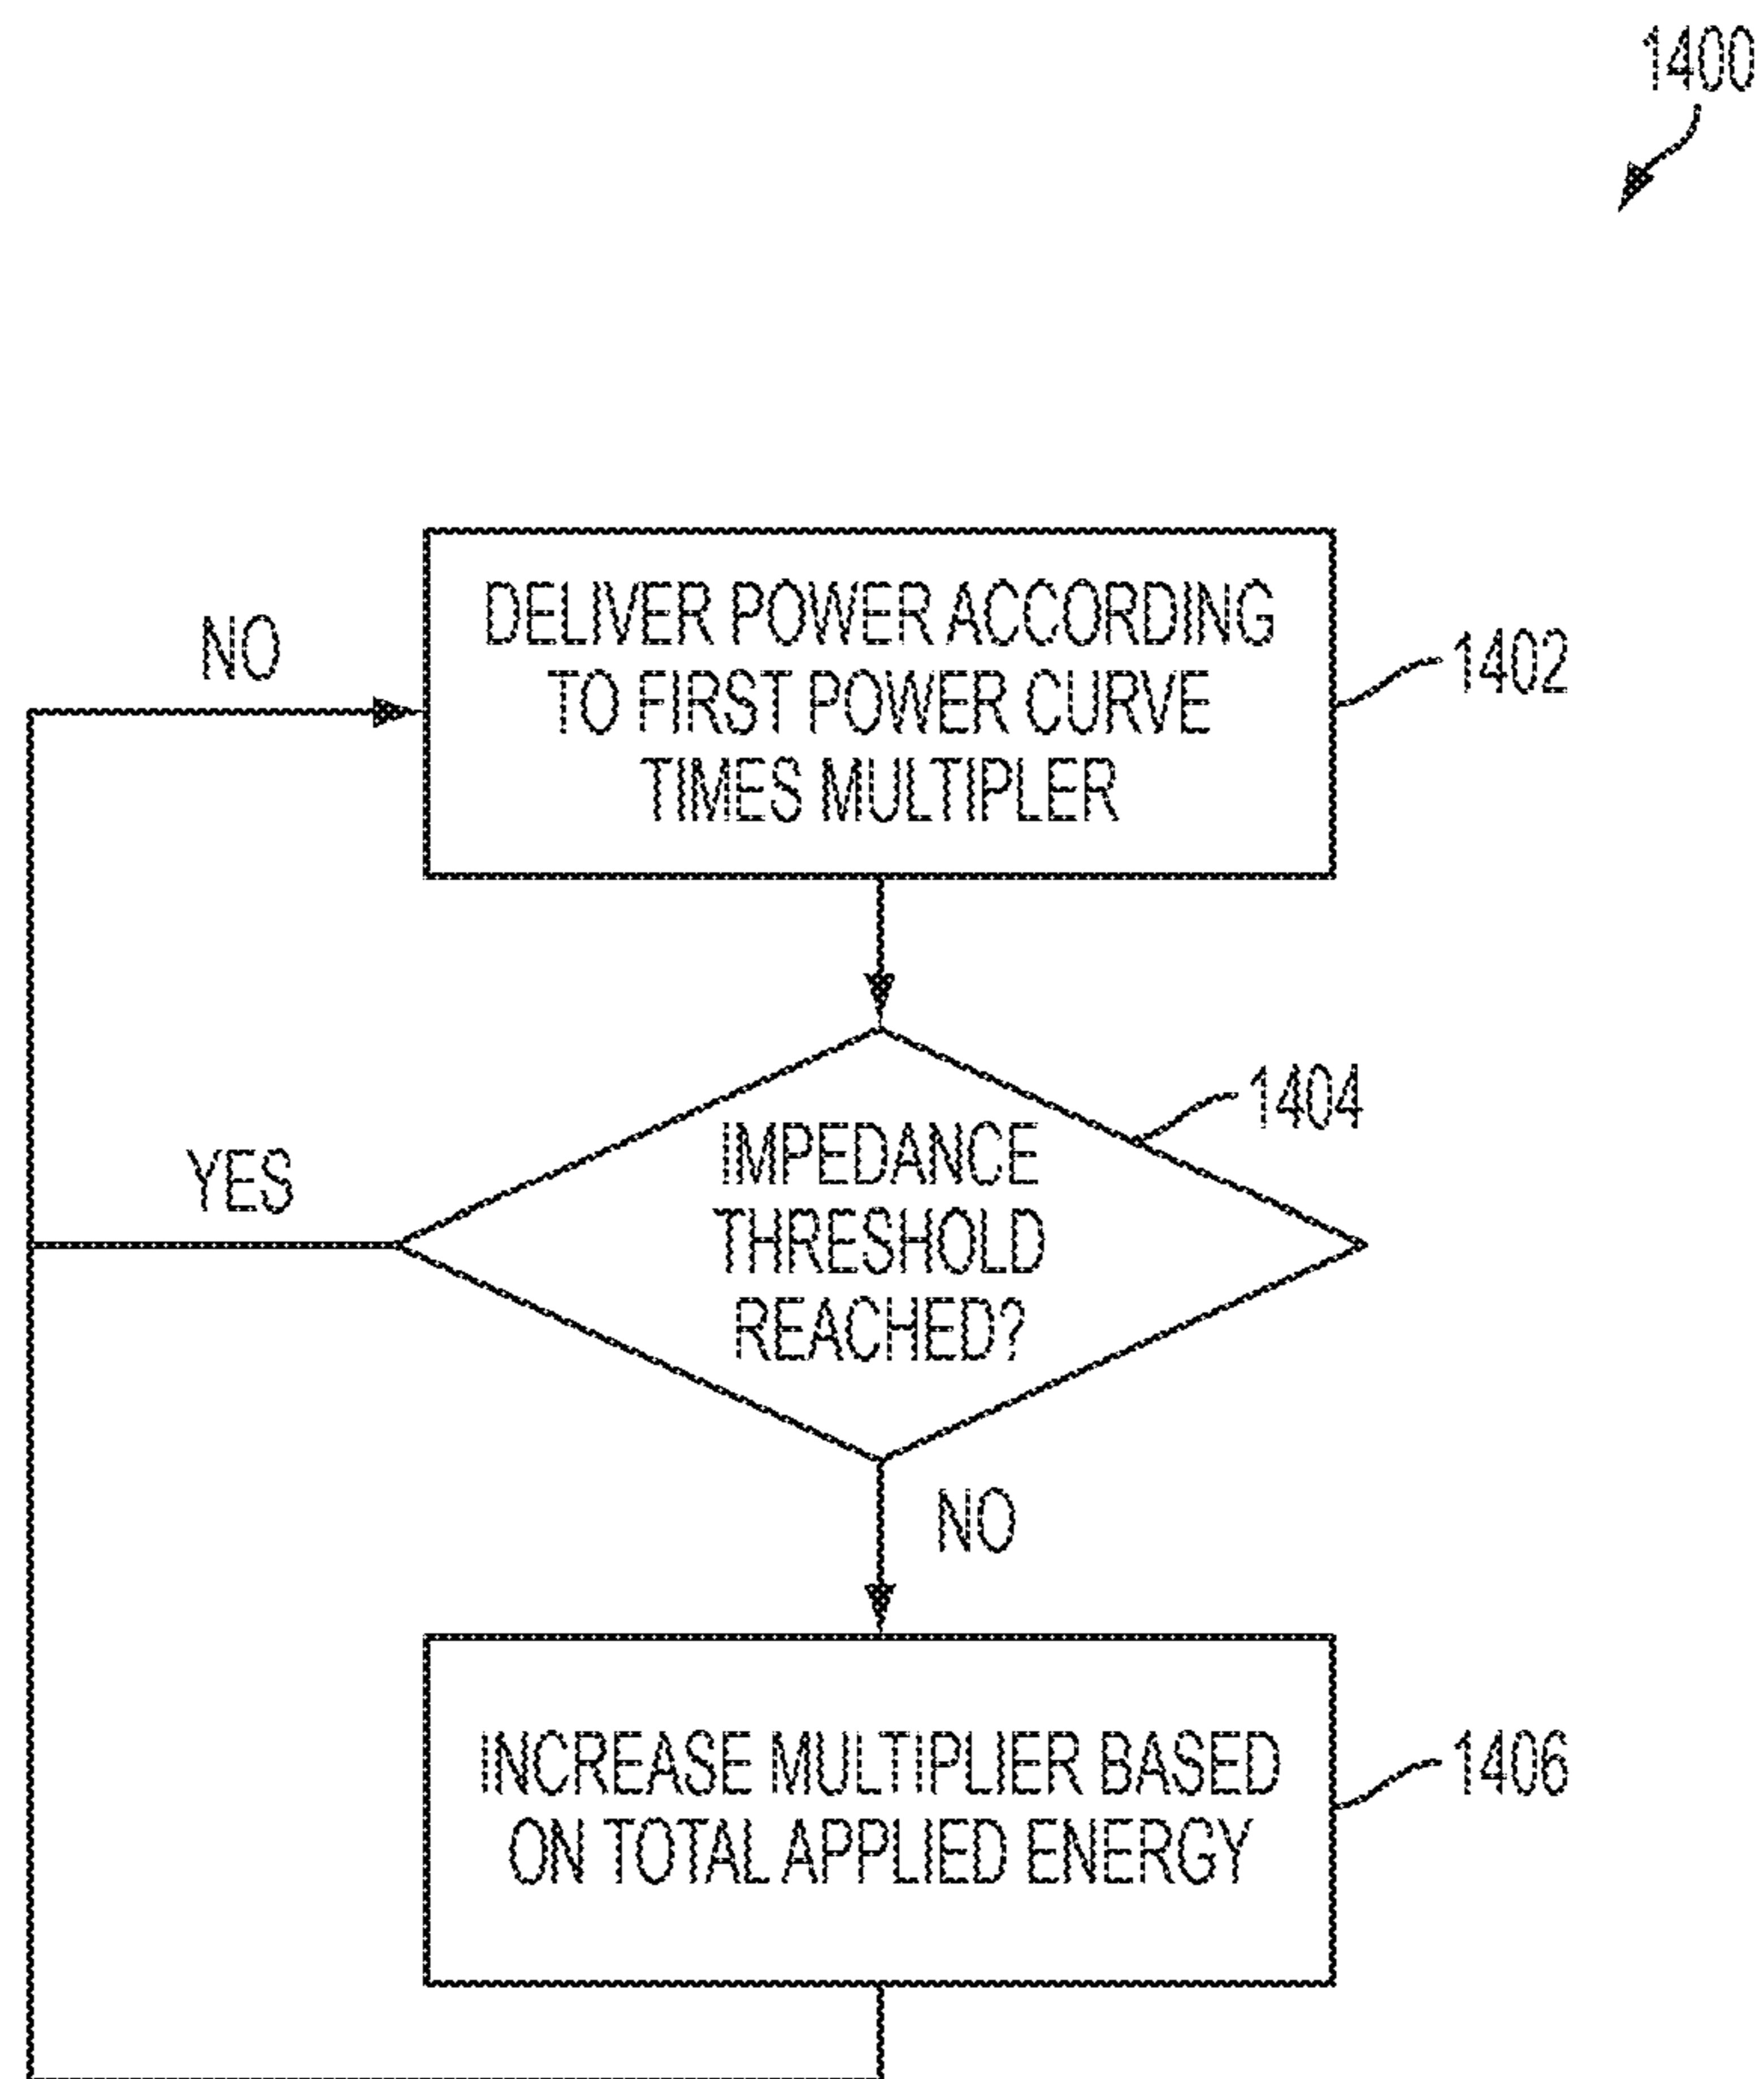 1400
NO
DELIVER POWER ACCORDING
TO FIRST POWER CURVE
TIMES MULTIPLER
1402
1404
YES
IMPEDANCE
THRESHOLD
REACHED?
NO
INCREASE MULTIPLIER BASED
ON TOTAL APPLIED ENERGY
1406